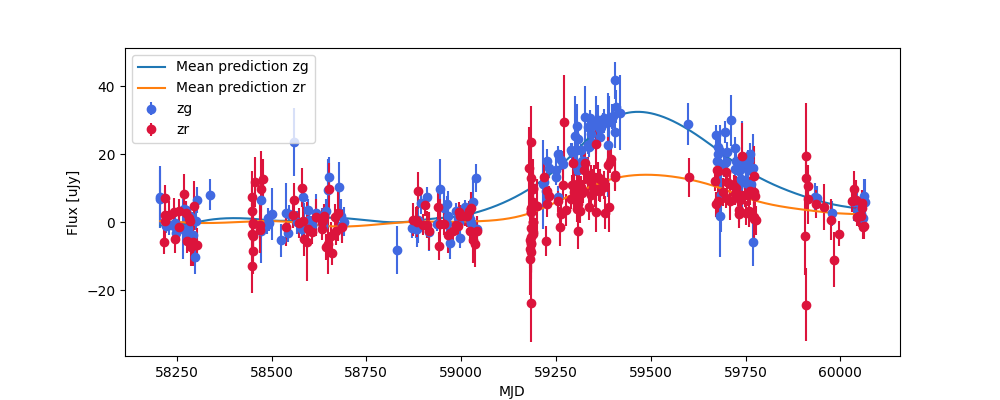 Mean prediction zg
Mean prediction zr
zg
zr
Flux [uJy]
40
20
0
−20
58250 58500 58750 59000 59250 59500 59750 60000
MJD